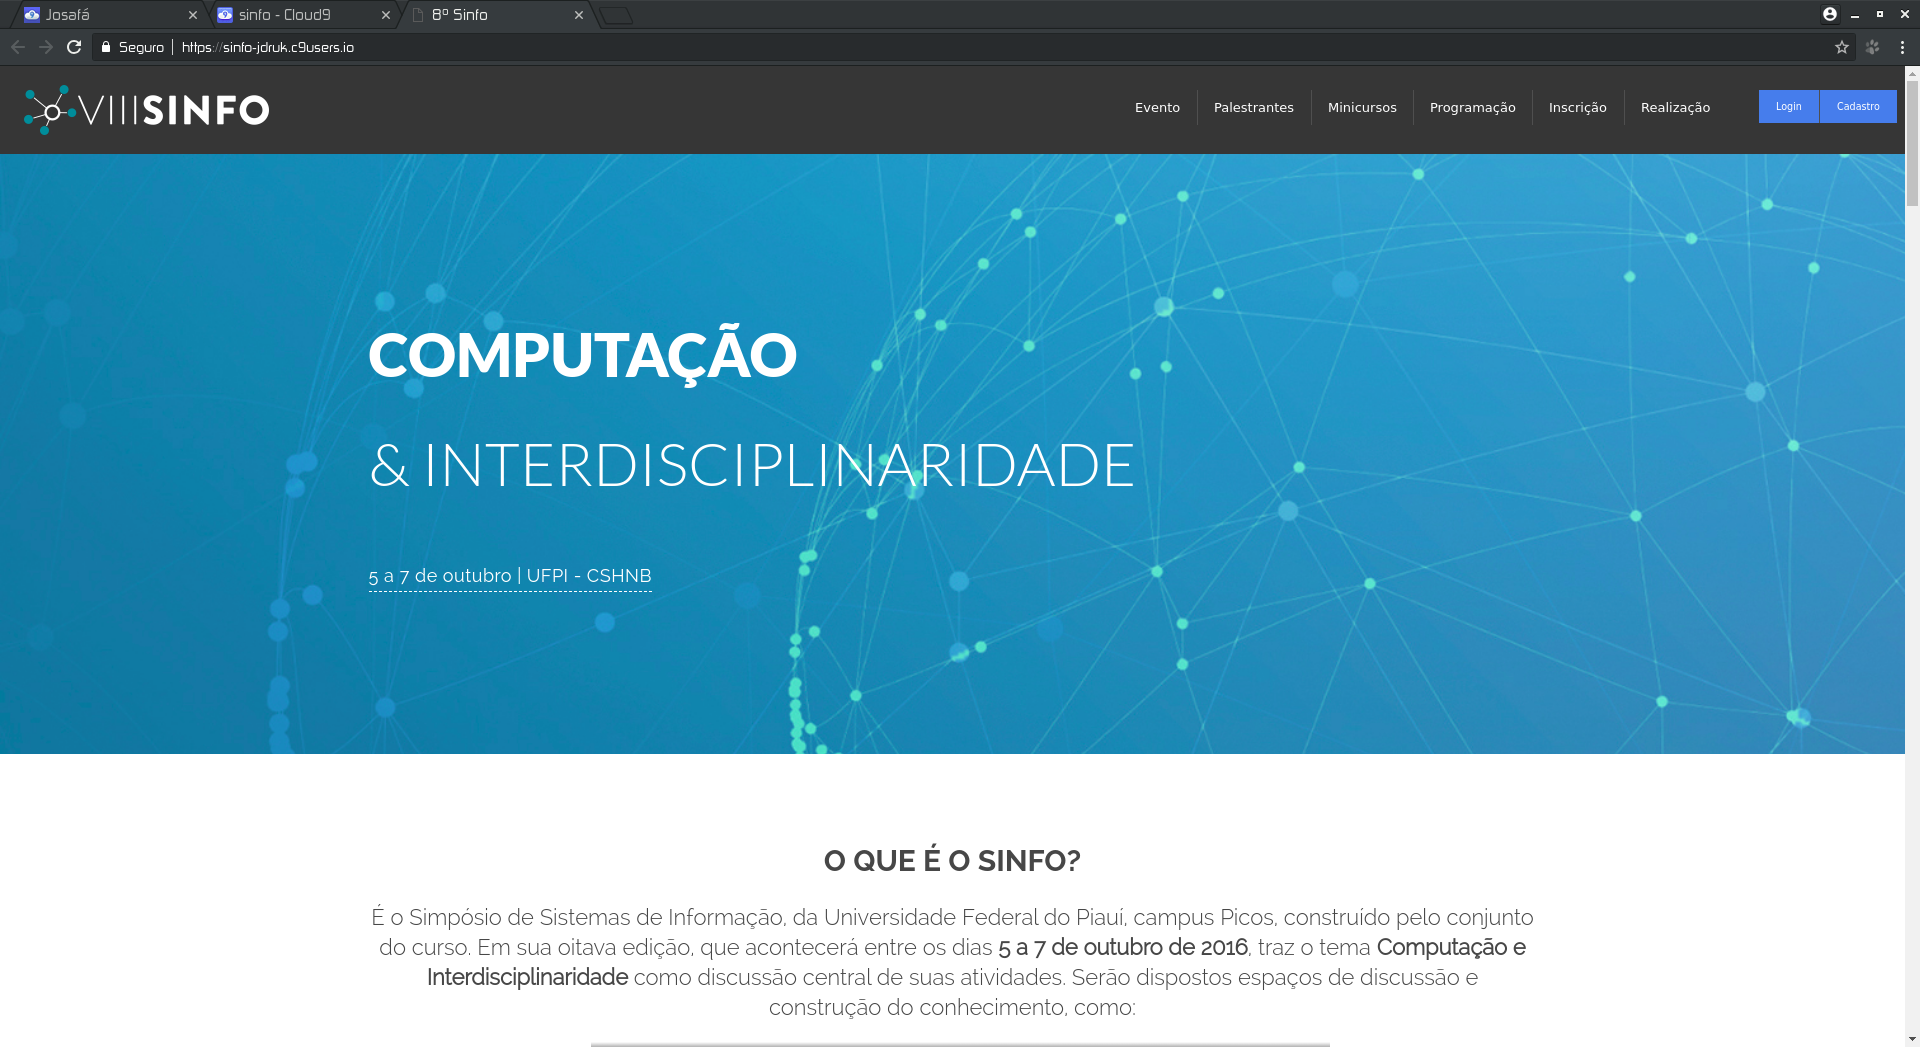 Josafá
sinfo - Cloud9
8º Sinfo
Seguro | https://sinfo-jdruk.c9users.io
VIIISINFO
Evento Palestrantes Minicursos Programação Inscrição Realização Login Cadastro
COMPUTAÇÃO
& INTERDISCIPLINARIDADE
5 a 7 de outubro | UFPI - CSHNB
O QUE É O SINFO?
É o Simpósio de Sistemas de Informação, da Universidade Federal do Piauí, campus Picos, construído pelo conjunto
do curso. Em sua oitava edição, que acontecerá entre os dias 5 a 7 de outubro de 2016, traz o tema Computação e
Interdisciplinaridade como discussão central de suas atividades. Serão dispostos espaços de discussão e
construção do conhecimento, como: